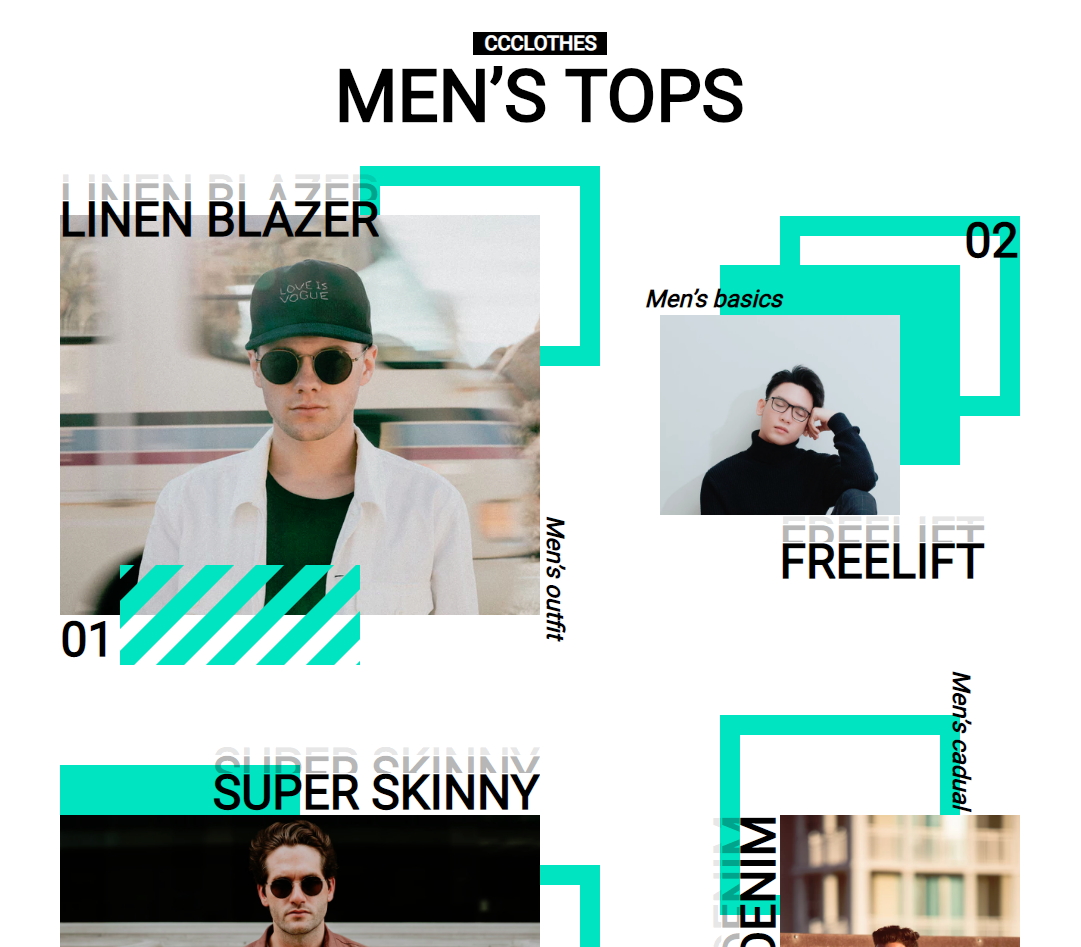 CCCLOTHES
MEN’S TOPS
LINEN BLAZER
LINEN BLAZER
LOVE IS
VOGUE
Men’s outfit
01
02
Men’s basics
FREELIFT
FREELIFT
SUPER SKINNY
SUPER SKINNY
Men’s cadual
DENIM
DENIM